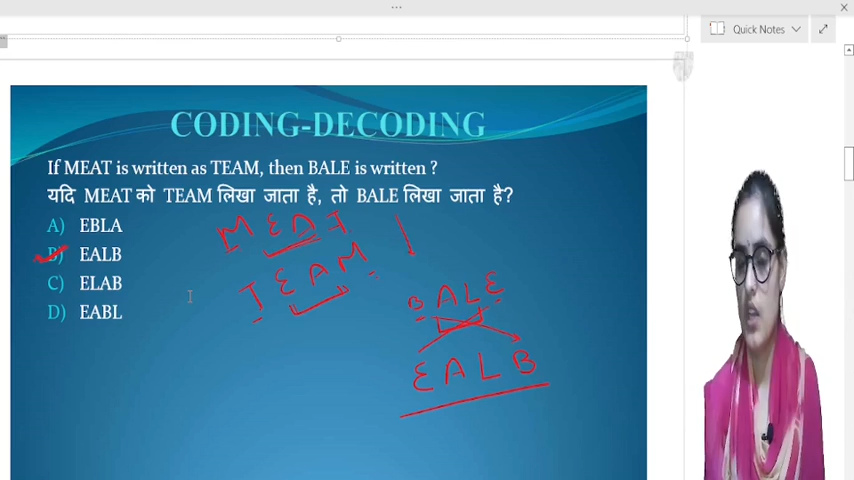 Quick Notes
CODING-DECODING
If MEAT is written as TEAM, then BALE is written ?
यदि MEAT को TEAM लिखा जाता है, तो BALE लिखा जाता है?
A) EBLA
B) EALB
C) ELAB
D) EABL
MEAT
TEAM
BALE
EALB